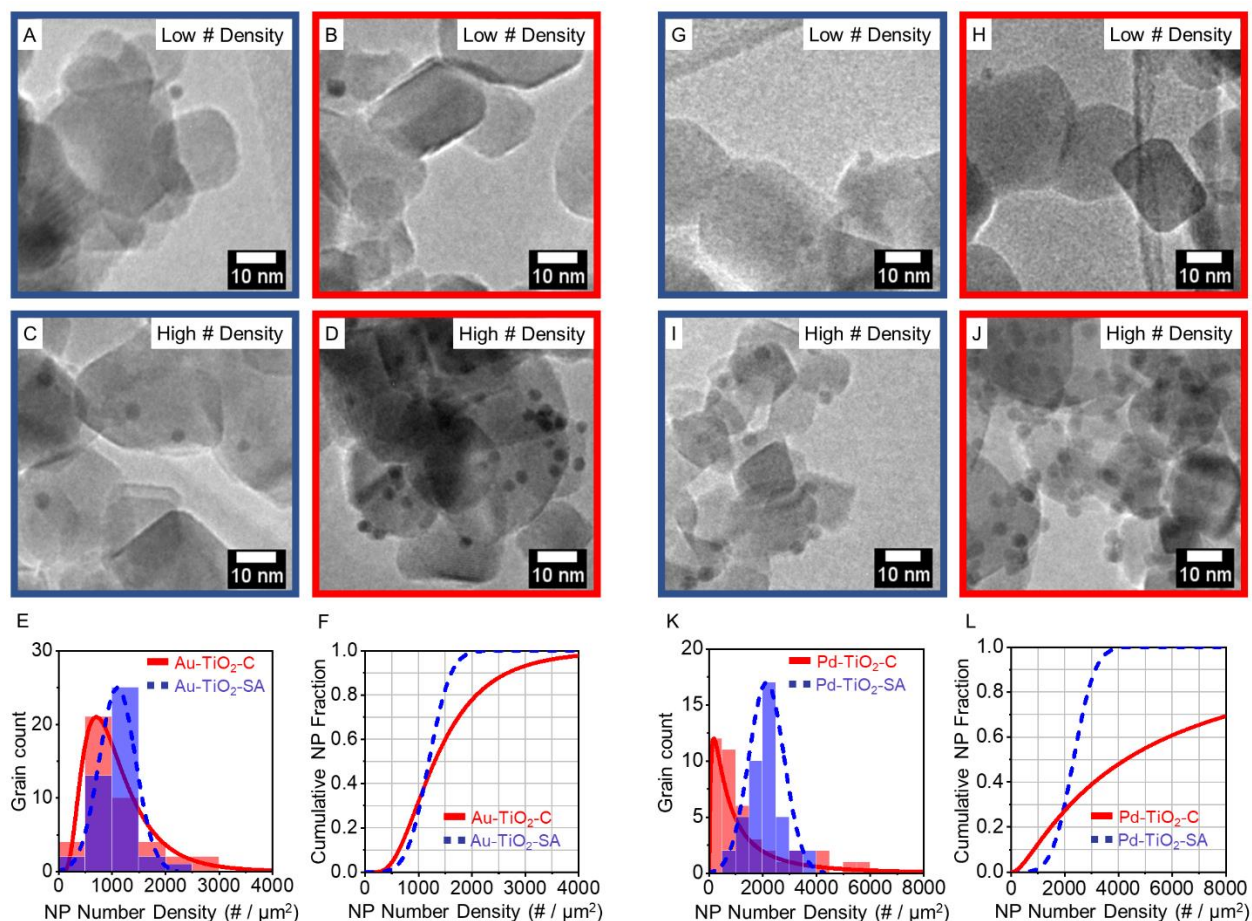 A
Low # Density
10 nm
B
Low # Density
10 nm
G
Low # Density
10 nm
H
Low # Density
10 nm
C
High # Density
10 nm
D
High # Density
10 nm
I
High # Density
10 nm
J
High # Density
10 nm
E
30
20
10
0
Grain count
Au-TiO₂-C
Au-TiO₂-SA
0 1000 2000 3000 4000
NP Number Density (# / µm²)
F
1.0
0.8
0.6
0.4
0.2
0.0
Cumulative NP Fraction
Au-TiO₂-C
Au-TiO₂-SA
0 1000 2000 3000 4000
NP Number Density (# / µm²)
K
20
15
10
5
0
Grain count
Pd-TiO₂-C
Pd-TiO₂-SA
0 2000 4000 6000 8000
NP Number Density (# / µm²)
L
1.0
0.8
0.6
0.4
0.2
0.0
Cumulative NP Fraction
Pd-TiO₂-C
Pd-TiO₂-SA
0 2000 4000 6000 8000
NP Number Density (# / µm²)